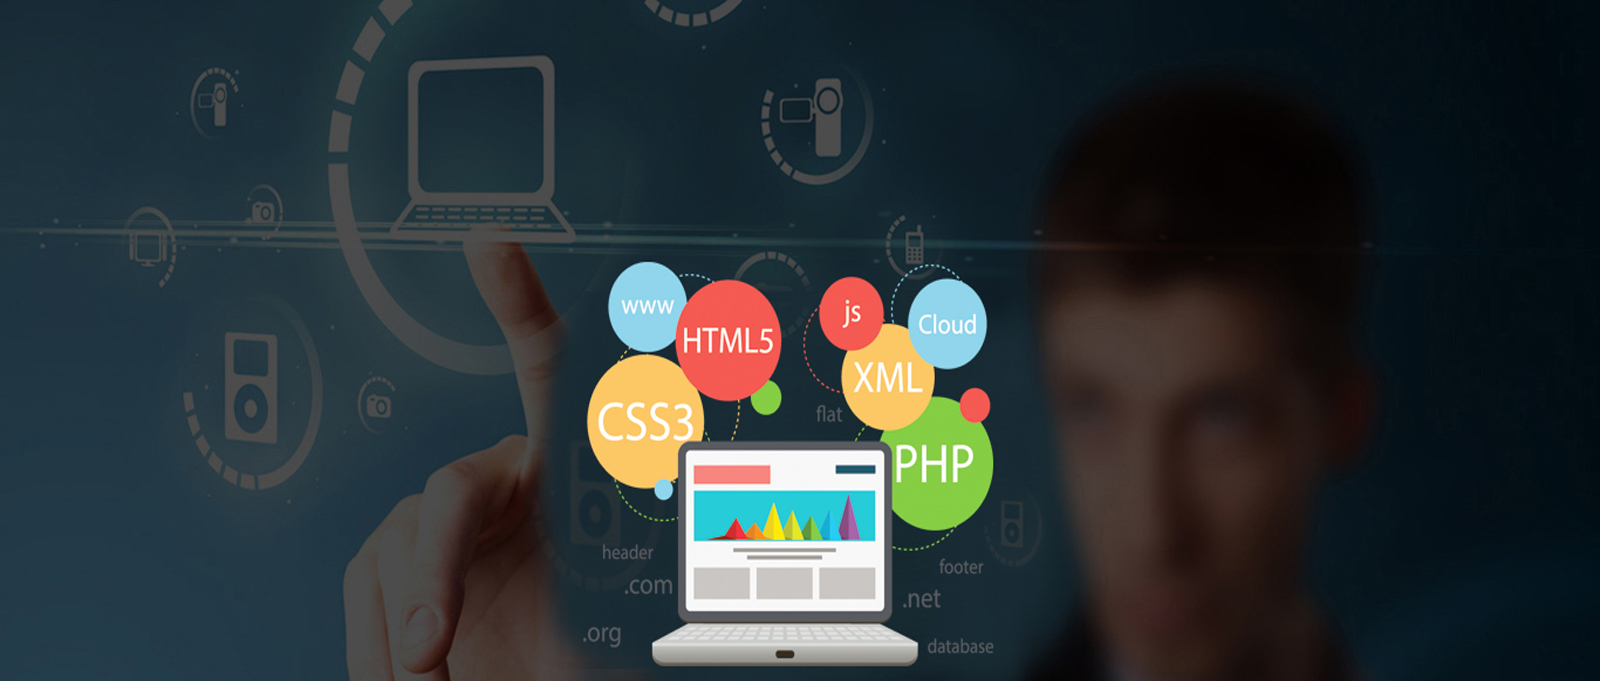 www
HTML5
CSS3
js
Cloud
XML
flat
PHP
header
.com
.org
footer
.net
database